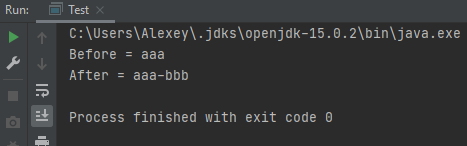 Run: Test
C:\Users\Alexey\.jdks\openjdk-15.0.2\bin\java.exe
Before = aaa
After = aaa-bbb
Process finished with exit code 0